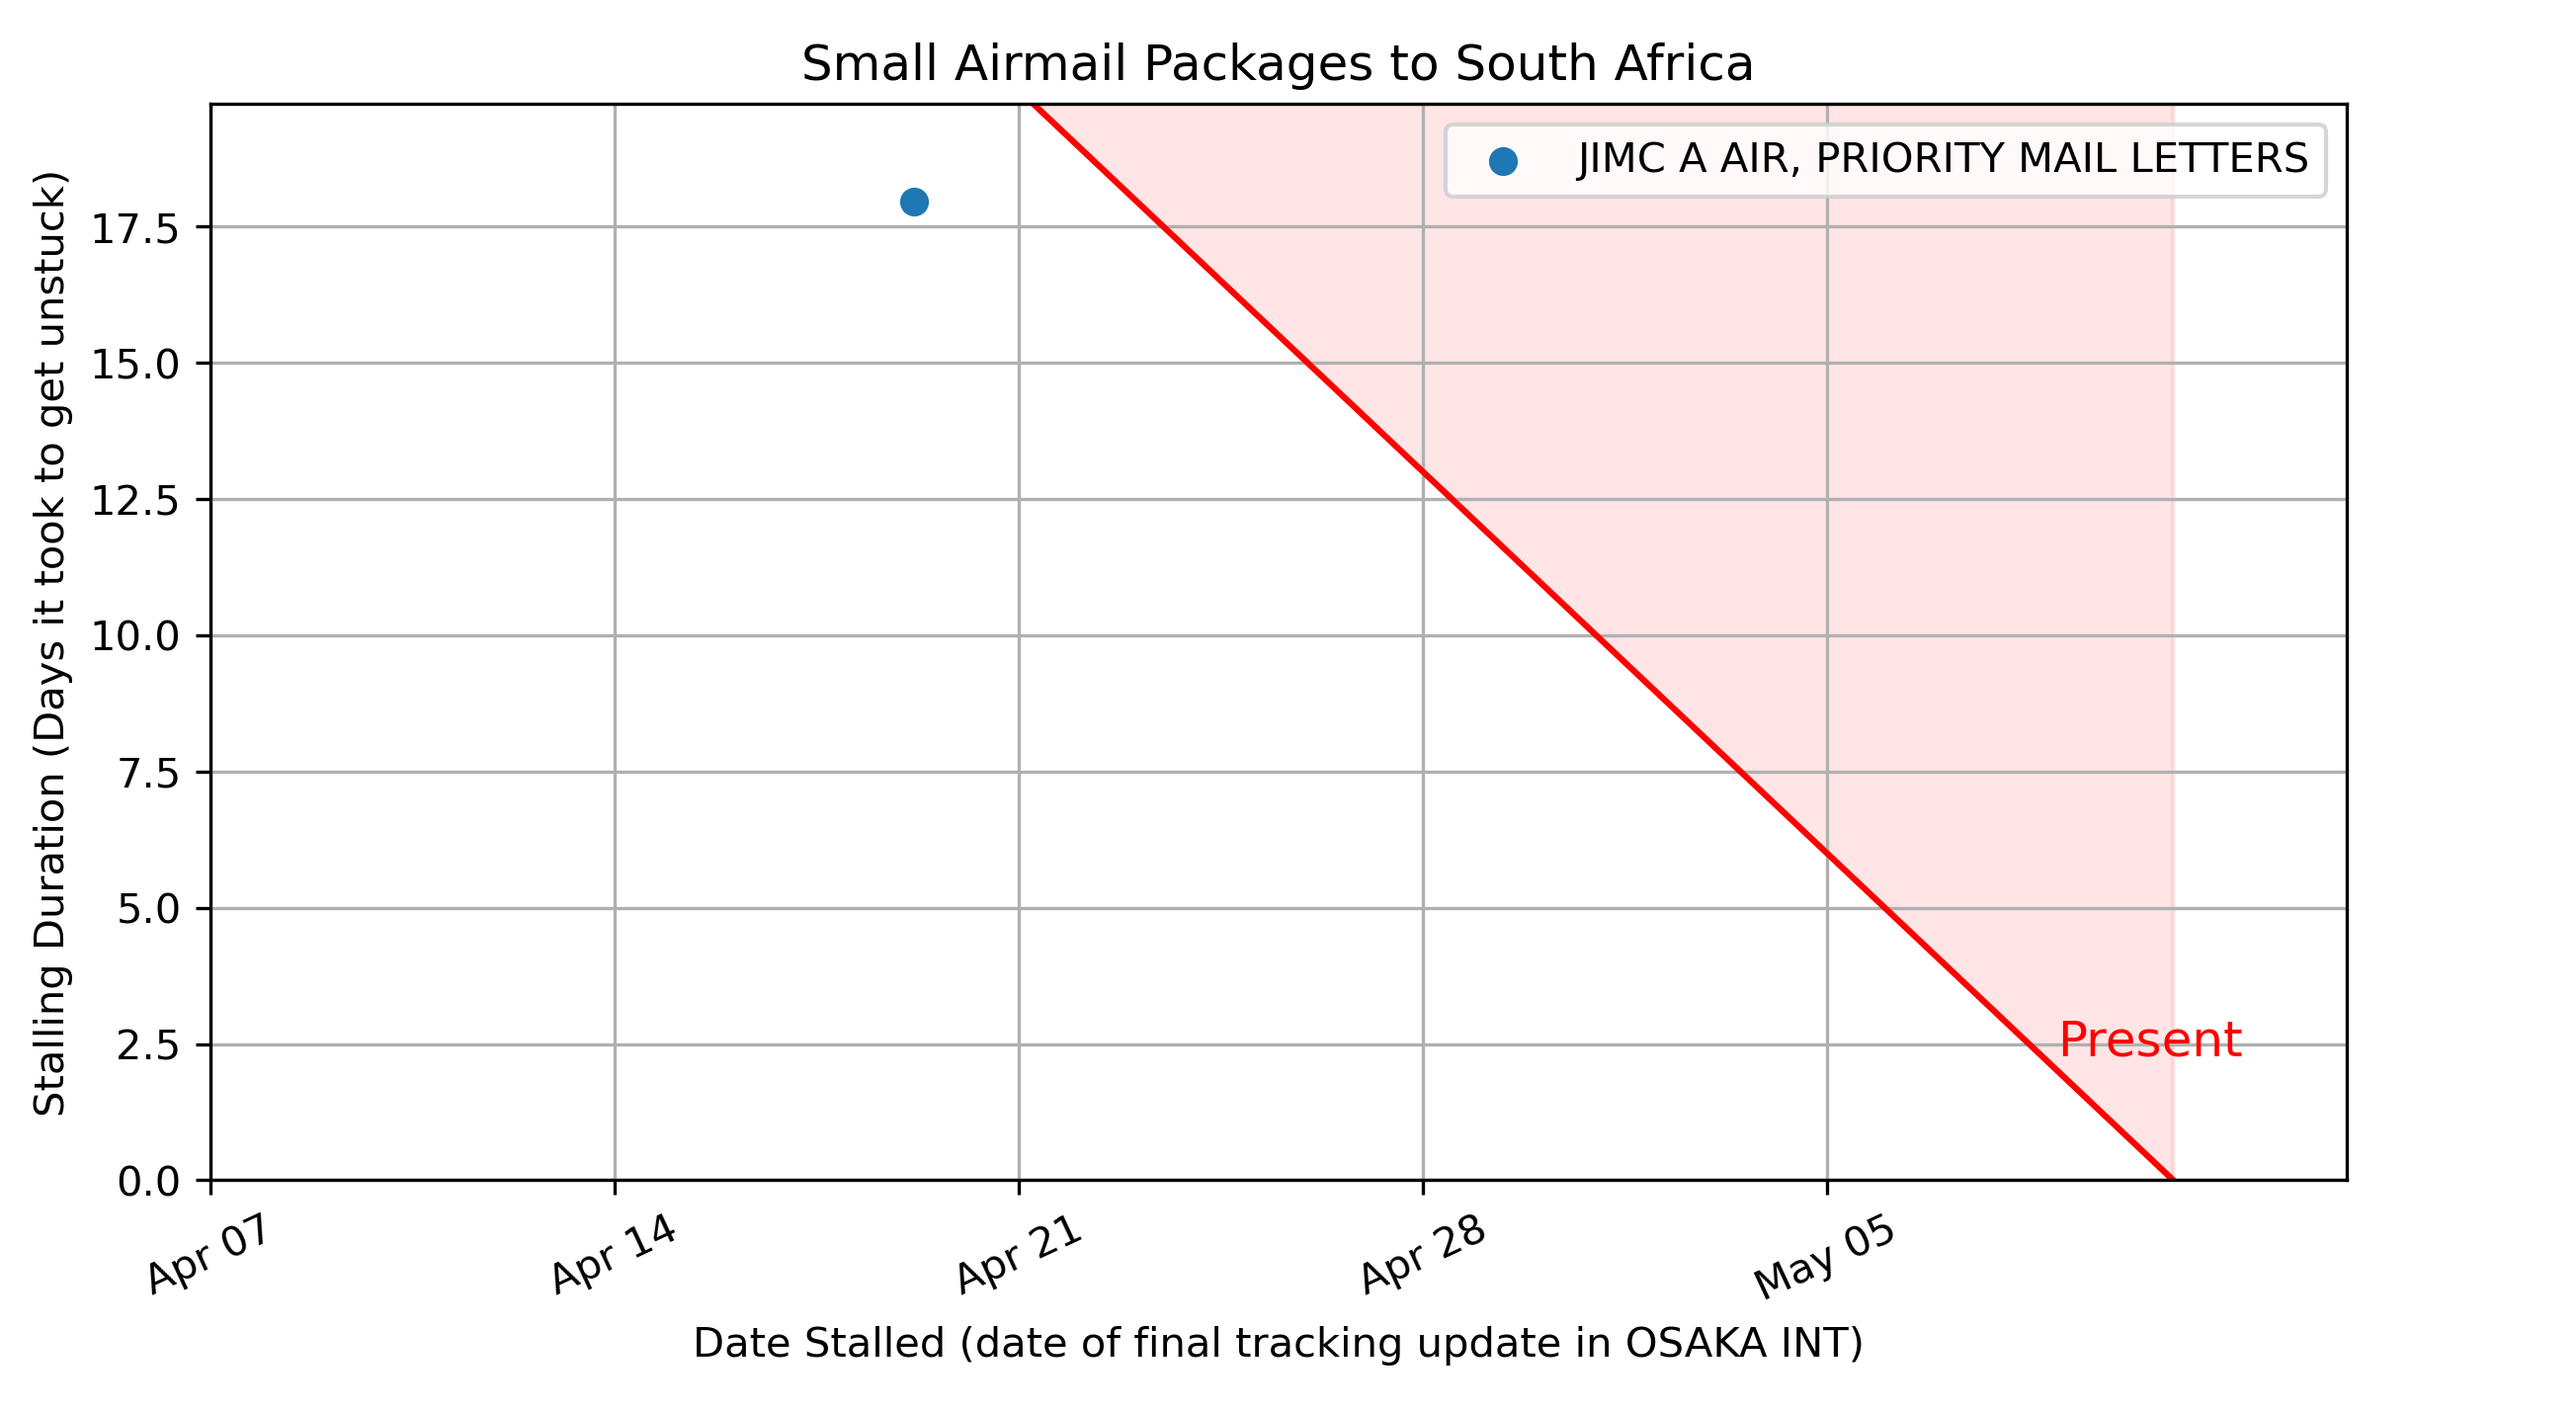 Small Airmail Packages to South Africa
JIMC A AIR, PRIORITY MAIL LETTERS
Stalling Duration (Days it took to get unstuck)
17.5
15.0
12.5
10.0
7.5
5.0
2.5
0.0
Present
Apr 07
Apr 14
Apr 21
Apr 28
May 05
Date Stalled (date of final tracking update in OSAKA INT)